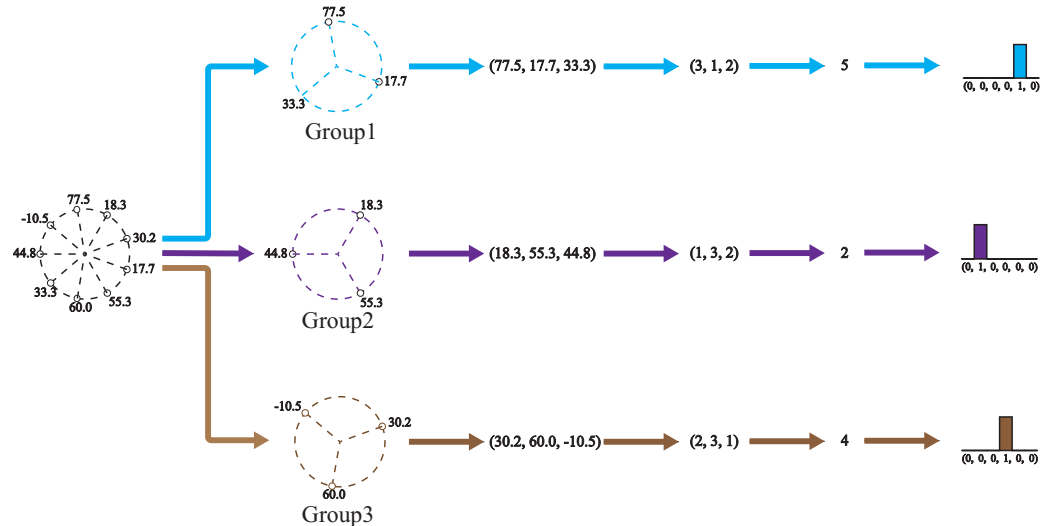 77.5
17.7
33.3
Group1
(77.5, 17.7, 33.3)
(3, 1, 2)
5
(0, 0, 0, 0, 1, 0)
77.5
18.3
-10.5
30.2
44.8
17.7
33.3
55.3
60.0
18.3
44.8
55.3
Group2
(18.3, 55.3, 44.8)
(1, 3, 2)
2
(0, 1, 0, 0, 0, 0)
-10.5
30.2
60.0
Group3
(30.2, 60.0, -10.5)
(2, 3, 1)
4
(0, 0, 0, 1, 0, 0)